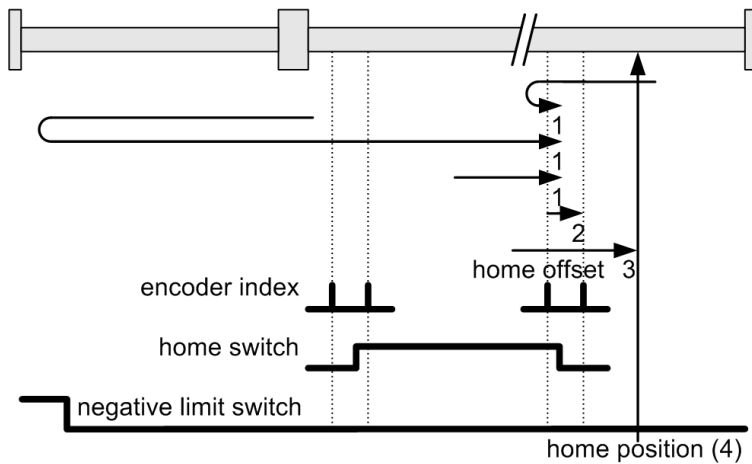 1
1
1
2
home offset 3
encoder index
home switch
negative limit switch
home position (4)